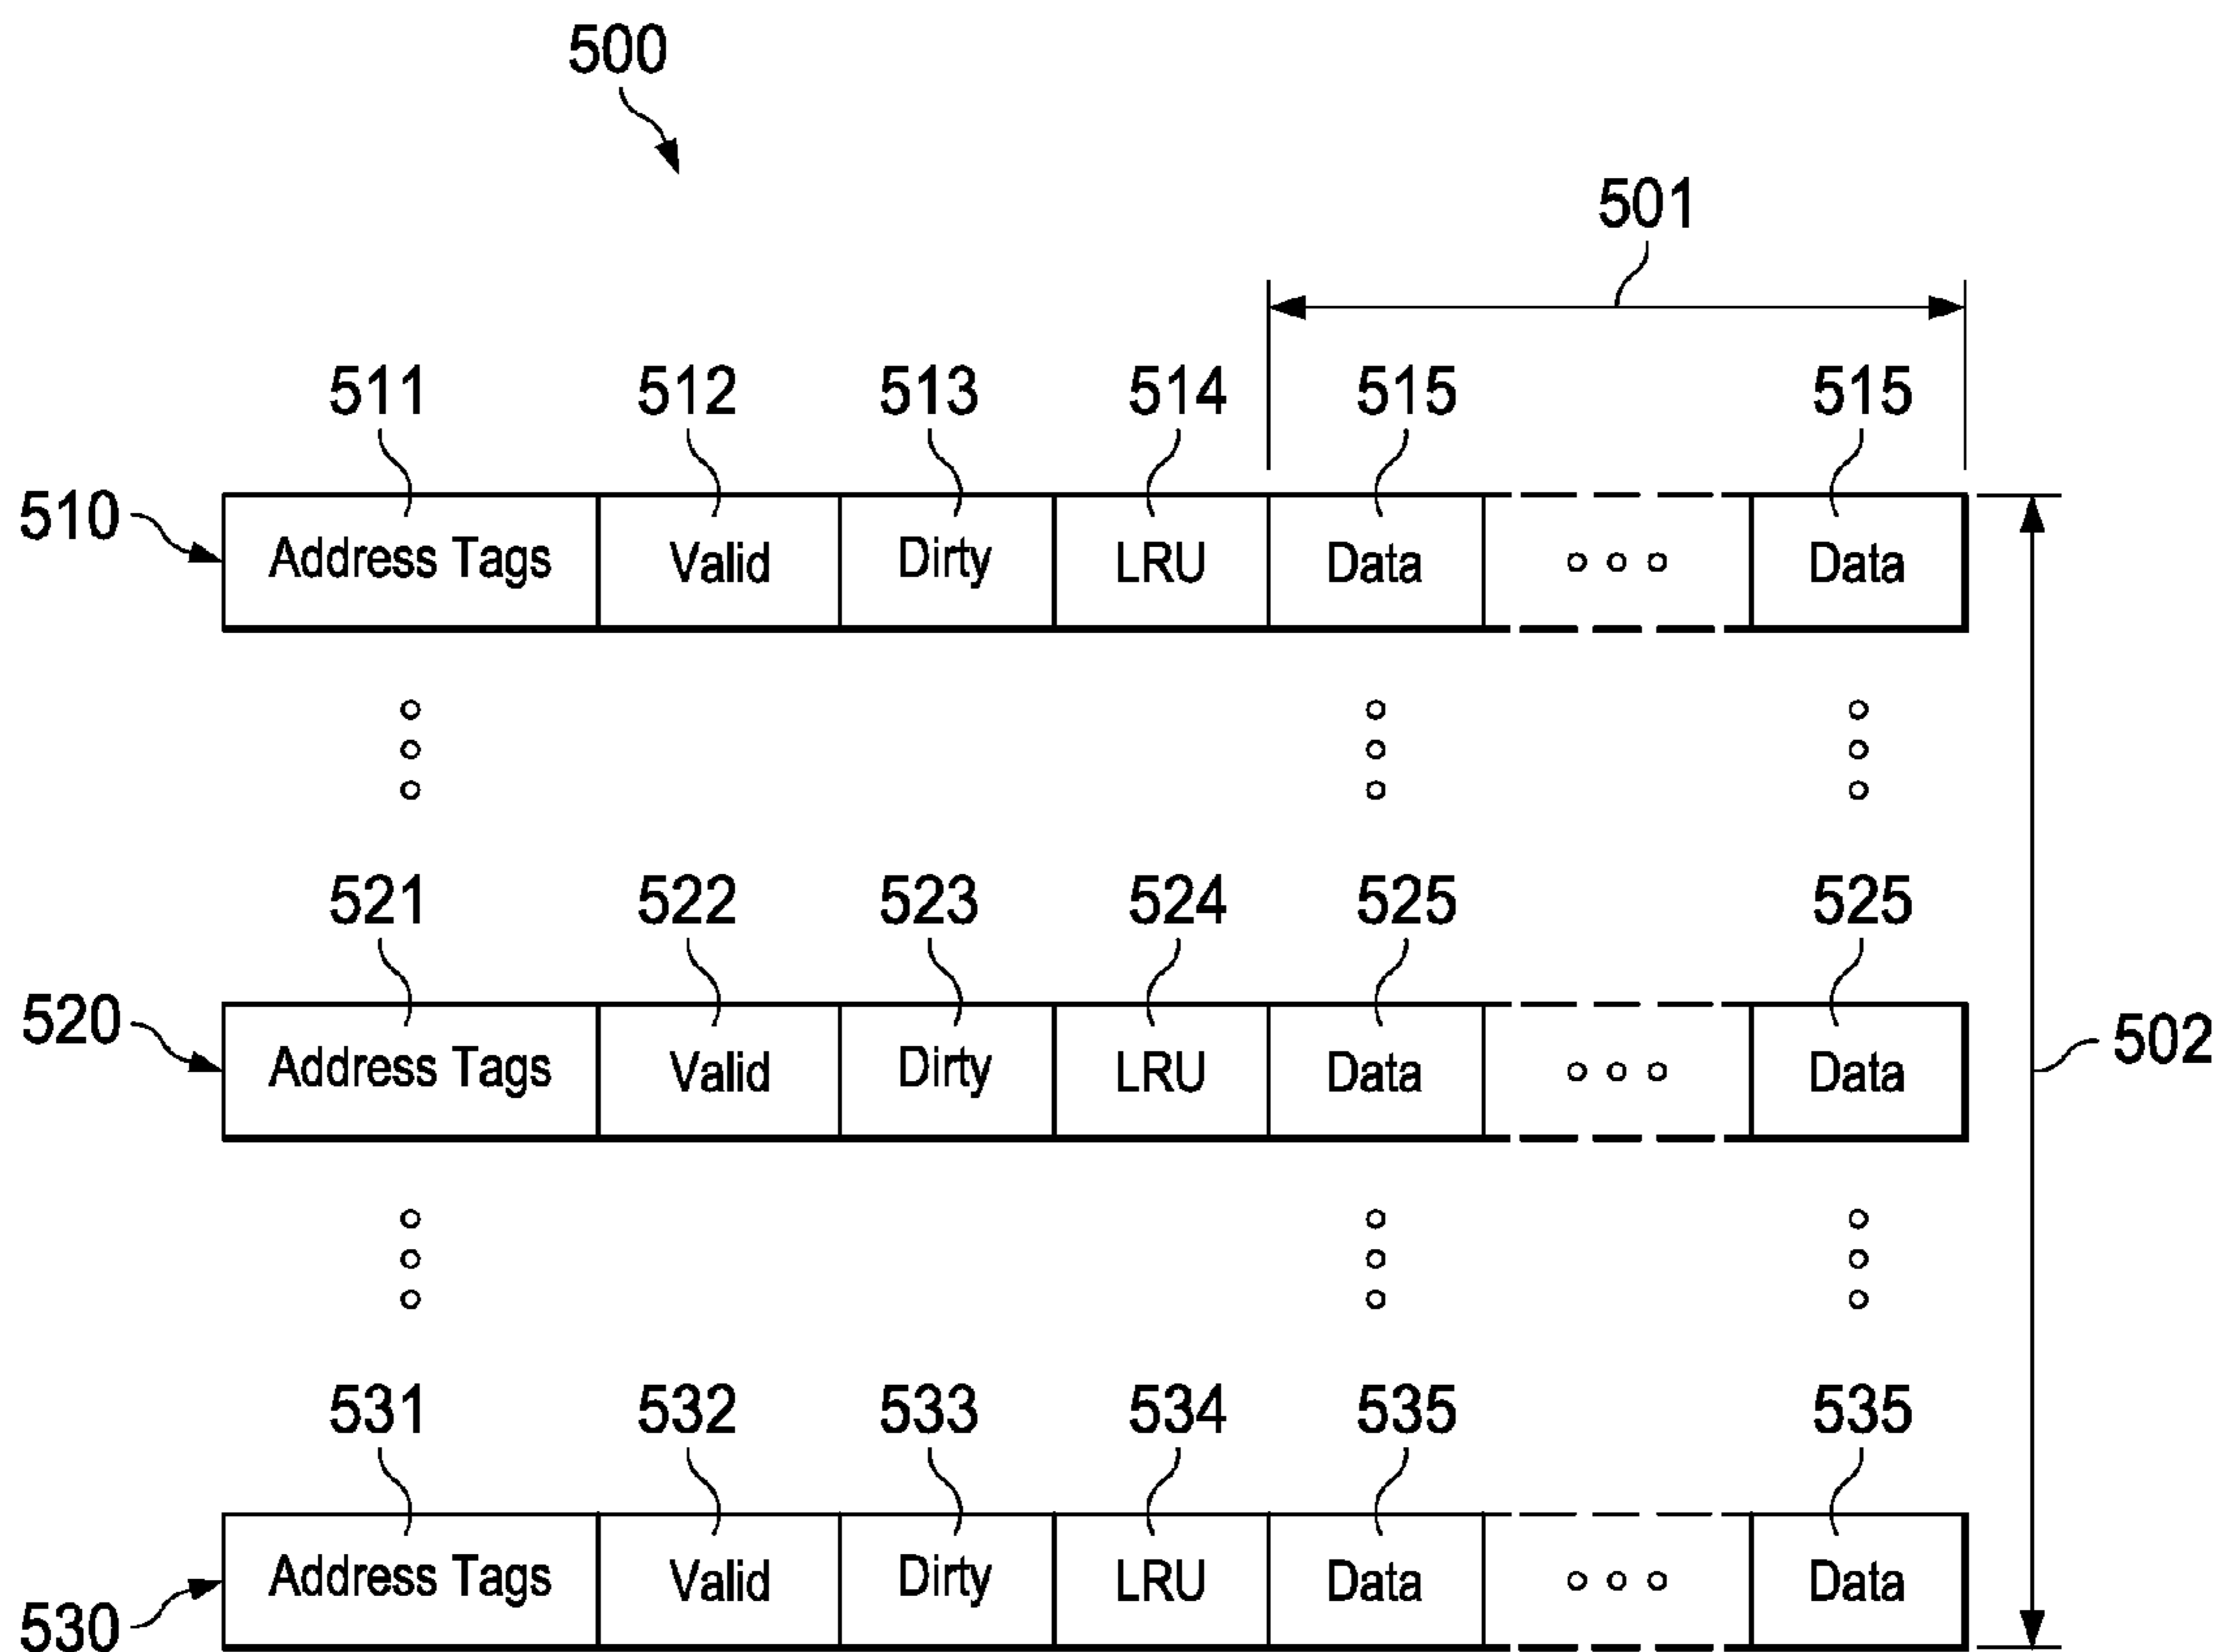 500
501
511 512 513 514 515 515
510 Address Tags Valid Dirty LRU Data Data
521 522 523 524 525 525
520 Address Tags Valid Dirty LRU Data Data
502
531 532 533 534 535 535
530 Address Tags Valid Dirty LRU Data Data